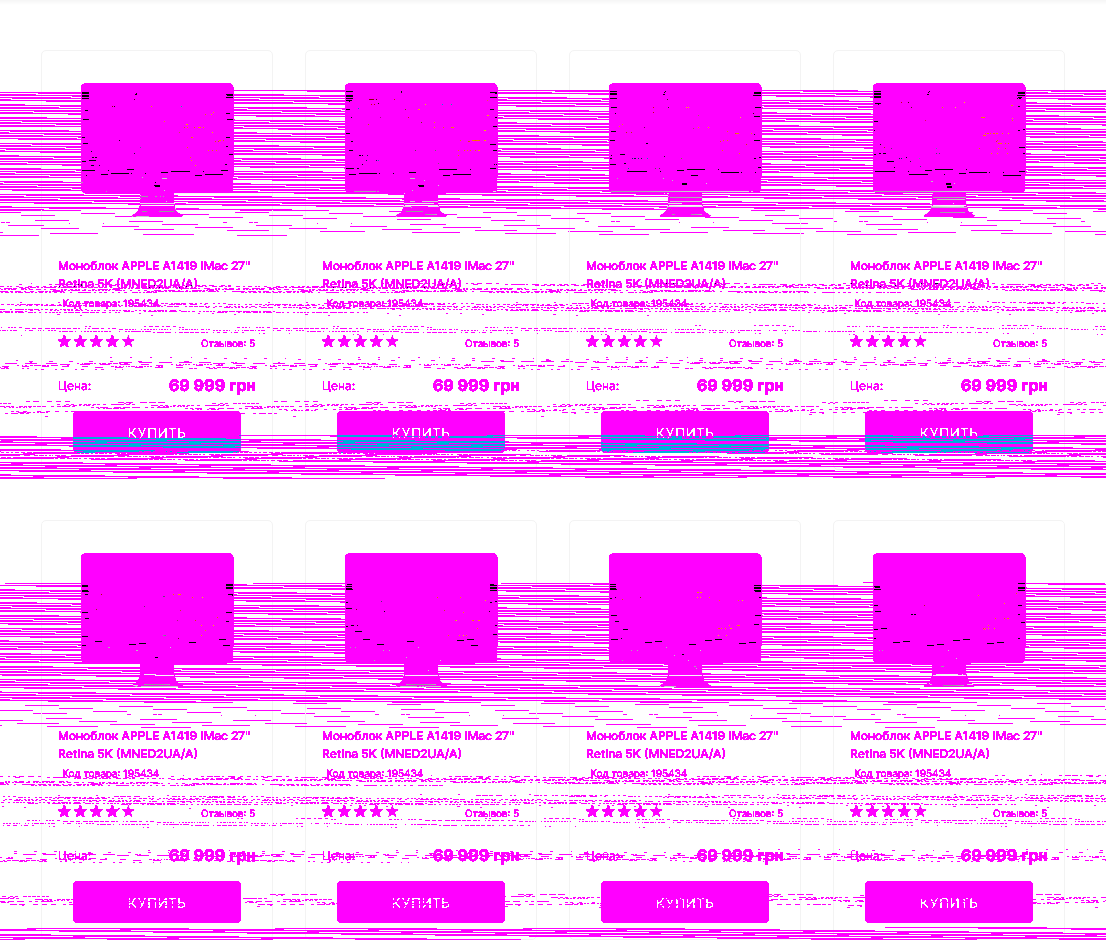 Моноблок APPLE A1419 iMac 27" Моноблок APPLE A1419 iMac 27" Моноблок APPLE A1419 iMac 27" Моноблок APPLE A1419 iMac 27"
Retina 5K (MNED2UA/A) Retina 5K (MNED2UA/A) Retina 5K (MNED2UA/A) Retina 5K (MNED2UA/A)
Код товара: 195434 Код товара: 195434 Код товара: 195434 Код товара: 195434
Отзывов: 5 Отзывов: 5 Отзывов: 5 Отзывов: 5
Цена: 69 999 грн Цена: 69 999 грн Цена: 69 999 грн Цена: 69 999 грн
КУПИТЬ КУПИТЬ КУПИТЬ КУПИТЬ
Моноблок APPLE A1419 iMac 27" Моноблок APPLE A1419 iMac 27" Моноблок APPLE A1419 iMac 27" Моноблок APPLE A1419 iMac 27"
Retina 5K (MNED2UA/A) Retina 5K (MNED2UA/A) Retina 5K (MNED2UA/A) Retina 5K (MNED2UA/A)
Код товара: 195434 Код товара: 195434 Код товара: 195434 Код товара: 195434
Отзывов: 5 Отзывов: 5 Отзывов: 5 Отзывов: 5
Цена: 69 999 грн Цена: 69 999 грн Цена: 69 999 грн Цена: 69 999 грн
КУПИТЬ КУПИТЬ КУПИТЬ КУПИТЬ